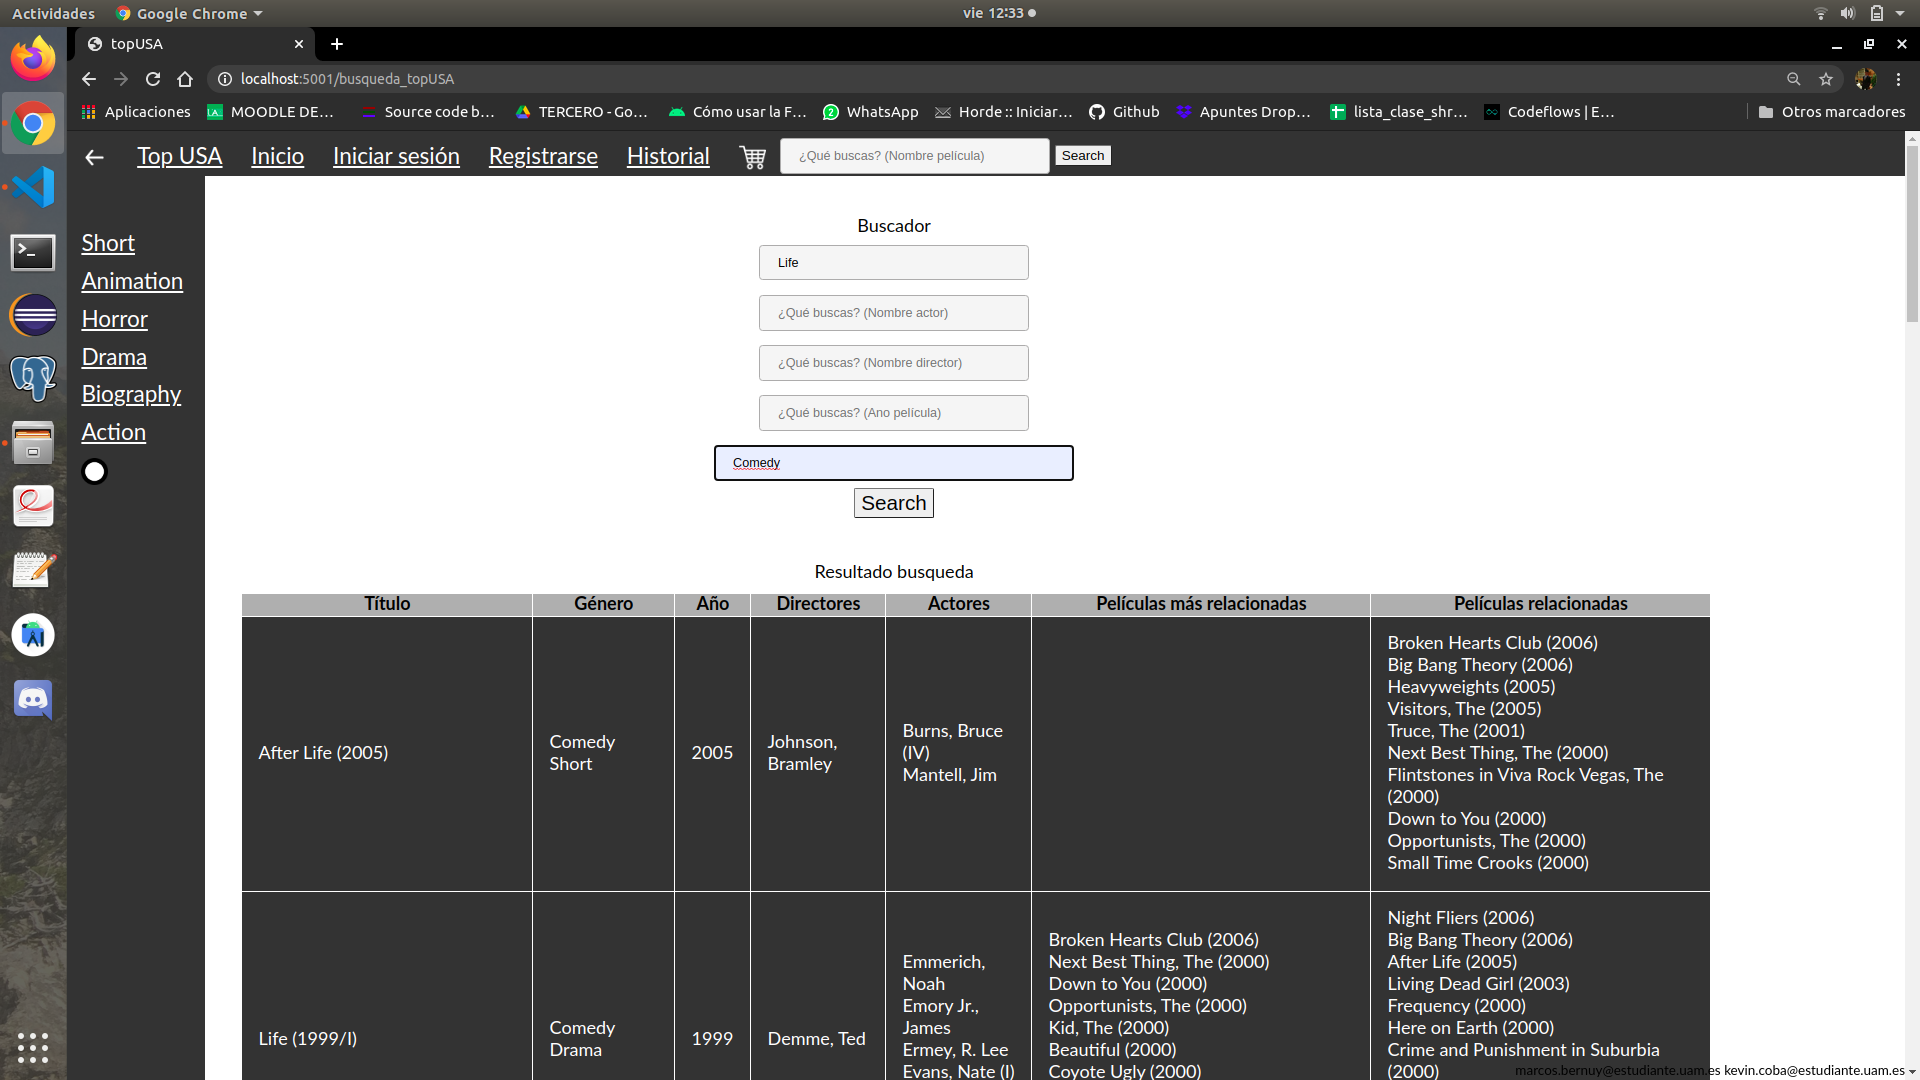 Actividades
Google Chrome
vie 12:33
topUSA
localhost:5001/busqueda_topUSA
Aplicaciones
MOODLE DE...
Source code b...
TERCERO - Go...
Cómo usar la F...
WhatsApp
Horde :: Iniciar...
Github
Apuntes Drop...
lista_clase_shr...
Codeflows | E...
Otros marcadores
Top USA
Inicio
Iniciar sesión
Registrarse
Historial
¿Qué buscas? (Nombre película)
Search
Short
Animation
Horror
Drama
Biography
Action
Buscador
Life
¿Qué buscas? (Nombre actor)
¿Qué buscas? (Nombre director)
¿Qué buscas? (Ano película)
Comedy
Search
Resultado busqueda
Título
Género
Año
Directores
Actores
Películas más relacionadas
Películas relacionadas
After Life (2005)
Comedy
Short
2005
Johnson,
Bramley
Burns, Bruce
(IV)
Mantell, Jim
Broken Hearts Club (2006)
Big Bang Theory (2006)
Heavyweights (2005)
Visitors, The (2005)
Truce, The (2001)
Next Best Thing, The (2000)
Flintstones in Viva Rock Vegas, The
(2000)
Down to You (2000)
Opportunists, The (2000)
Small Time Crooks (2000)
Life (1999/I)
Comedy
Drama
1999
Demme, Ted
Emmerich,
Noah
Emory Jr.,
James
Ermey, R. Lee
Evans, Nate (I)
Broken Hearts Club (2006)
Next Best Thing, The (2000)
Down to You (2000)
Opportunists, The (2000)
Kid, The (2000)
Beautiful (2000)
Coyote Ugly (2000)
Night Fliers (2006)
Big Bang Theory (2006)
After Life (2005)
Living Dead Girl (2003)
Frequency (2000)
Here on Earth (2000)
Crime and Punishment in Suburbia
(2000)
marcos.bernuy@estudiante.uam.es kevin.coba@estudiante.uam.es